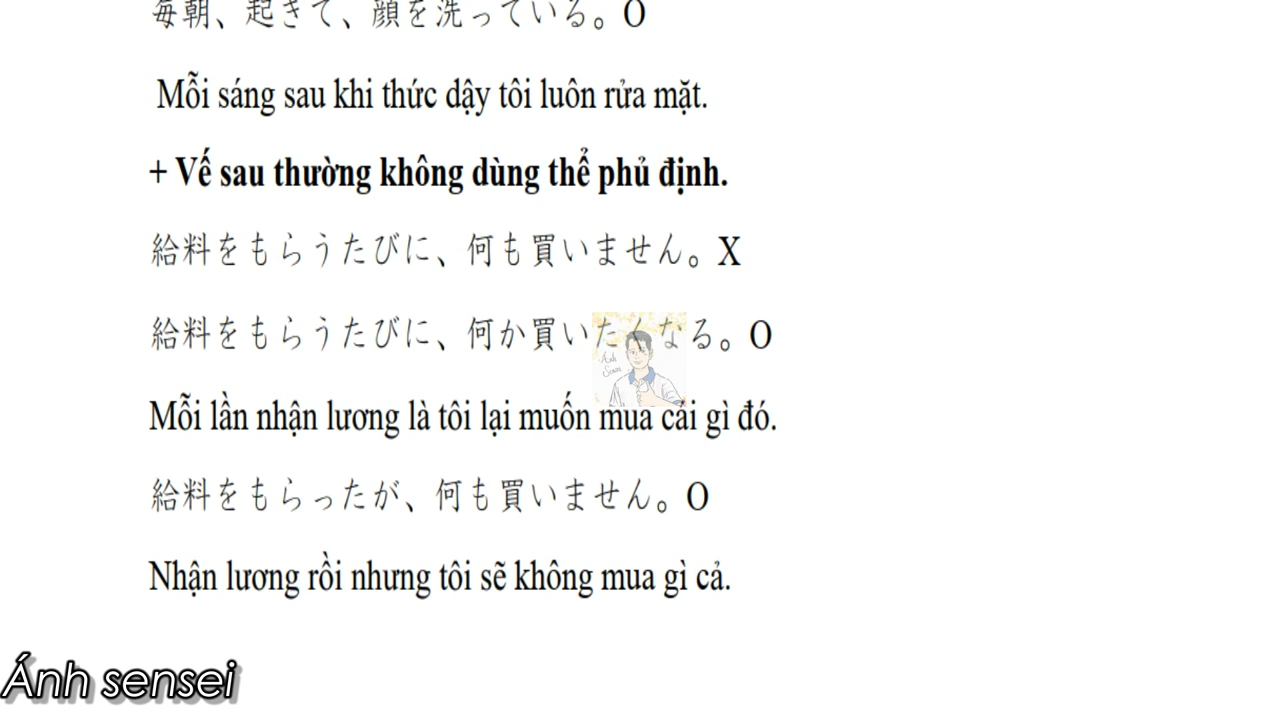 毎朝、起きて、顔を洗っている。O
Mỗi sáng sau khi thức dậy tôi luôn rửa mặt.
+ Vế sau thường không dùng thể phủ định.
給料をもらうたびに、何も買いません。X
給料をもらうたびに、何か買いたくなる。O
Ánh
Sensei
Mỗi lần nhận lương là tôi lại muốn mua cái gì đó.
給料をもらったが、何も買いません。O
Nhận lương rồi nhưng tôi sẽ không mua gì cả.
Ánh sensei